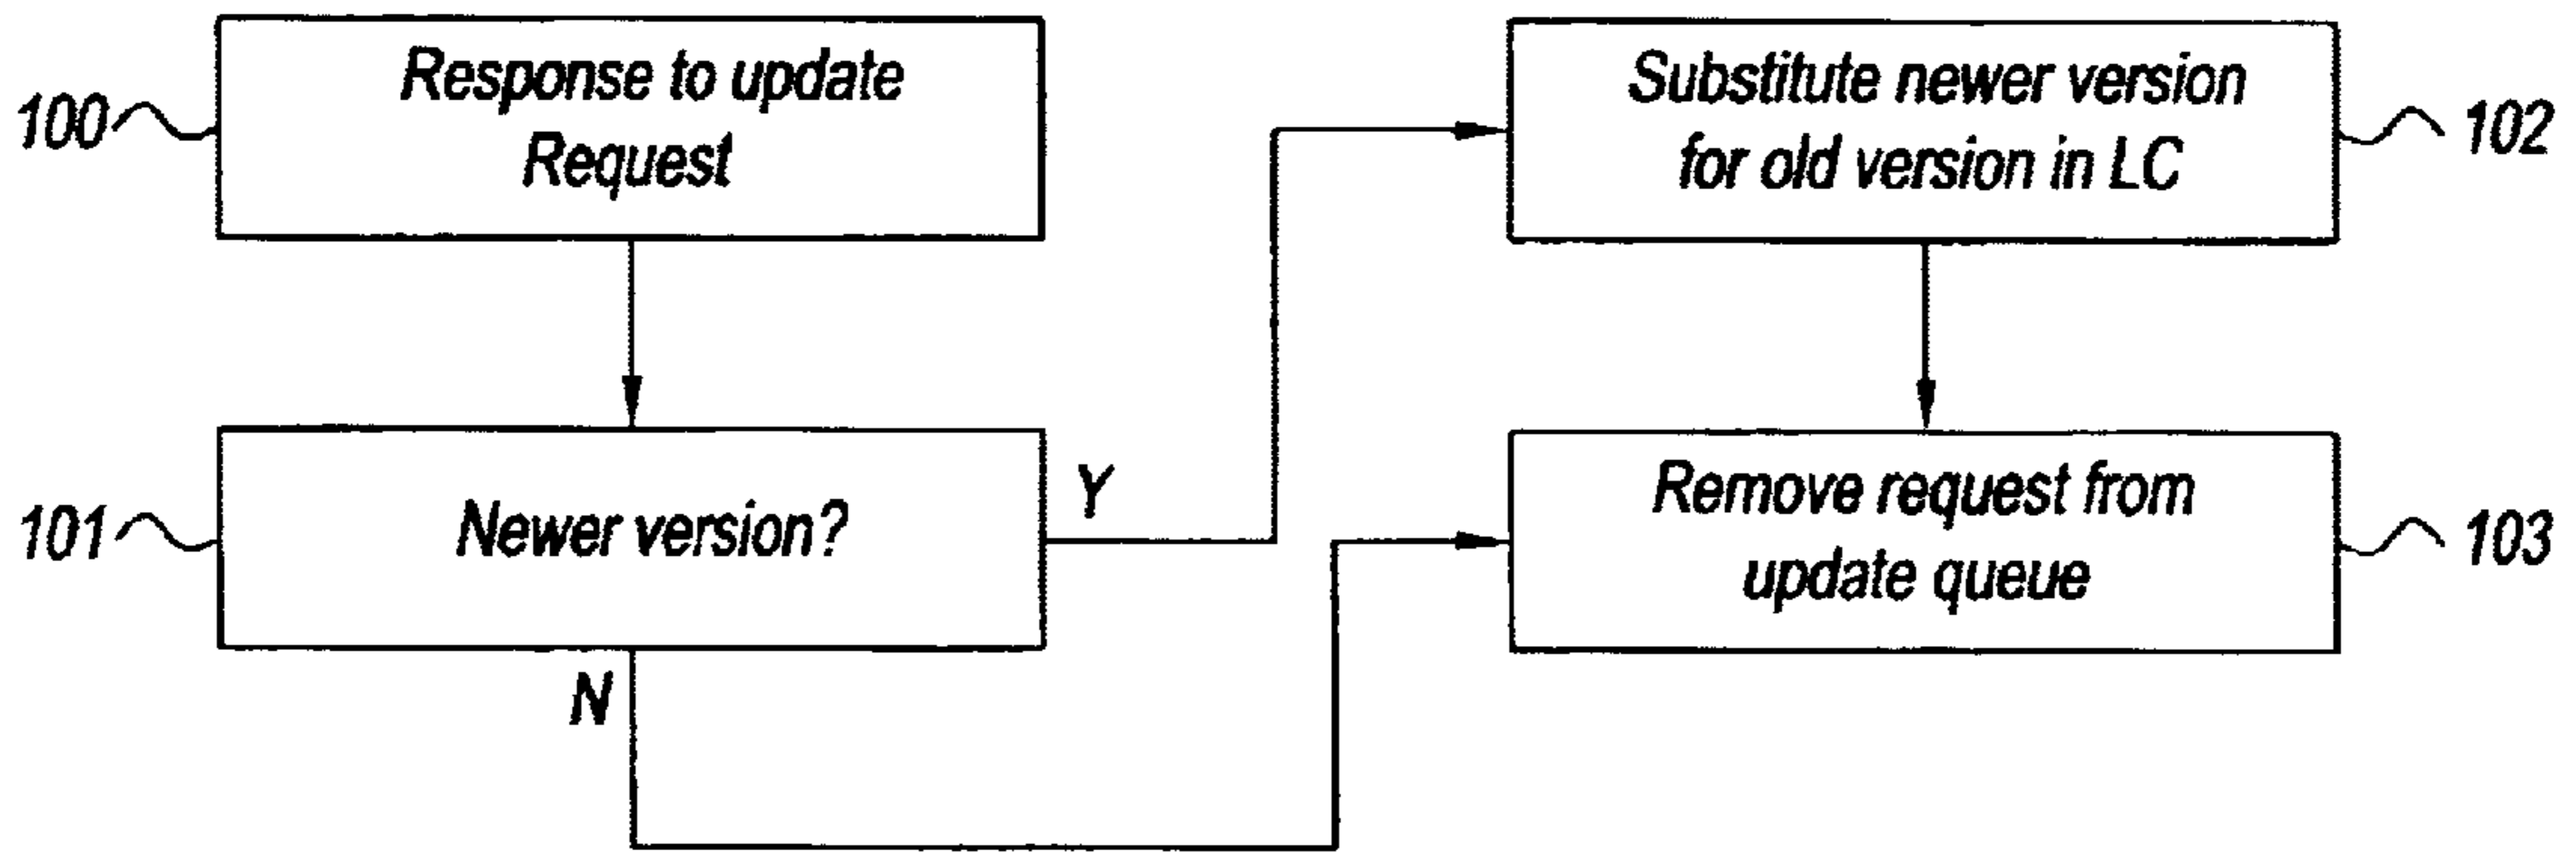 100
Response to update
Request
101
Newer version?
Y
N
Substitute newer version
for old version in LC
102
Remove request from
update queue
103